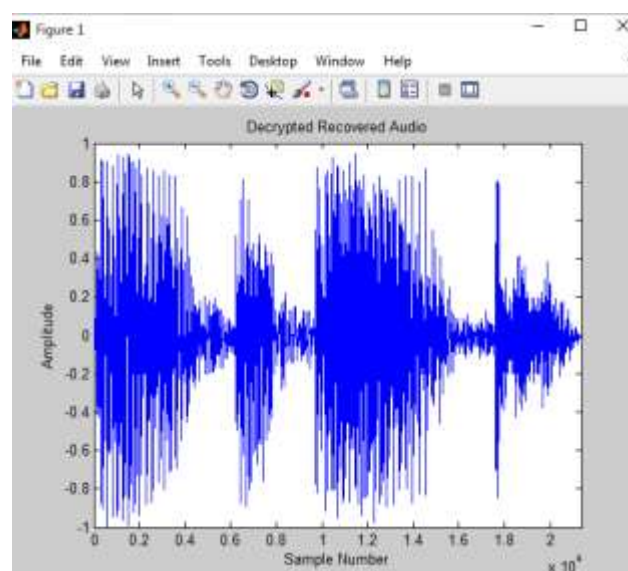 Figure 1
File Edit View Insert Tools Desktop Window Help
Decrypted Recovered Audio
Amplitude
1
0.8
0.6
0.4
0.2
0
-0.2
-0.4
-0.6
-0.8
-1
0 0.2 0.4 0.6 0.8 1 1.2 1.4 1.6 1.8 2
Sample Number
x 10^4